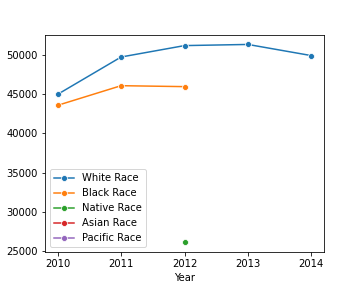 50000
45000
40000
35000
30000
25000
White Race
Black Race
Native Race
Asian Race
Pacific Race
2010 2011 2012 2013 2014
Year